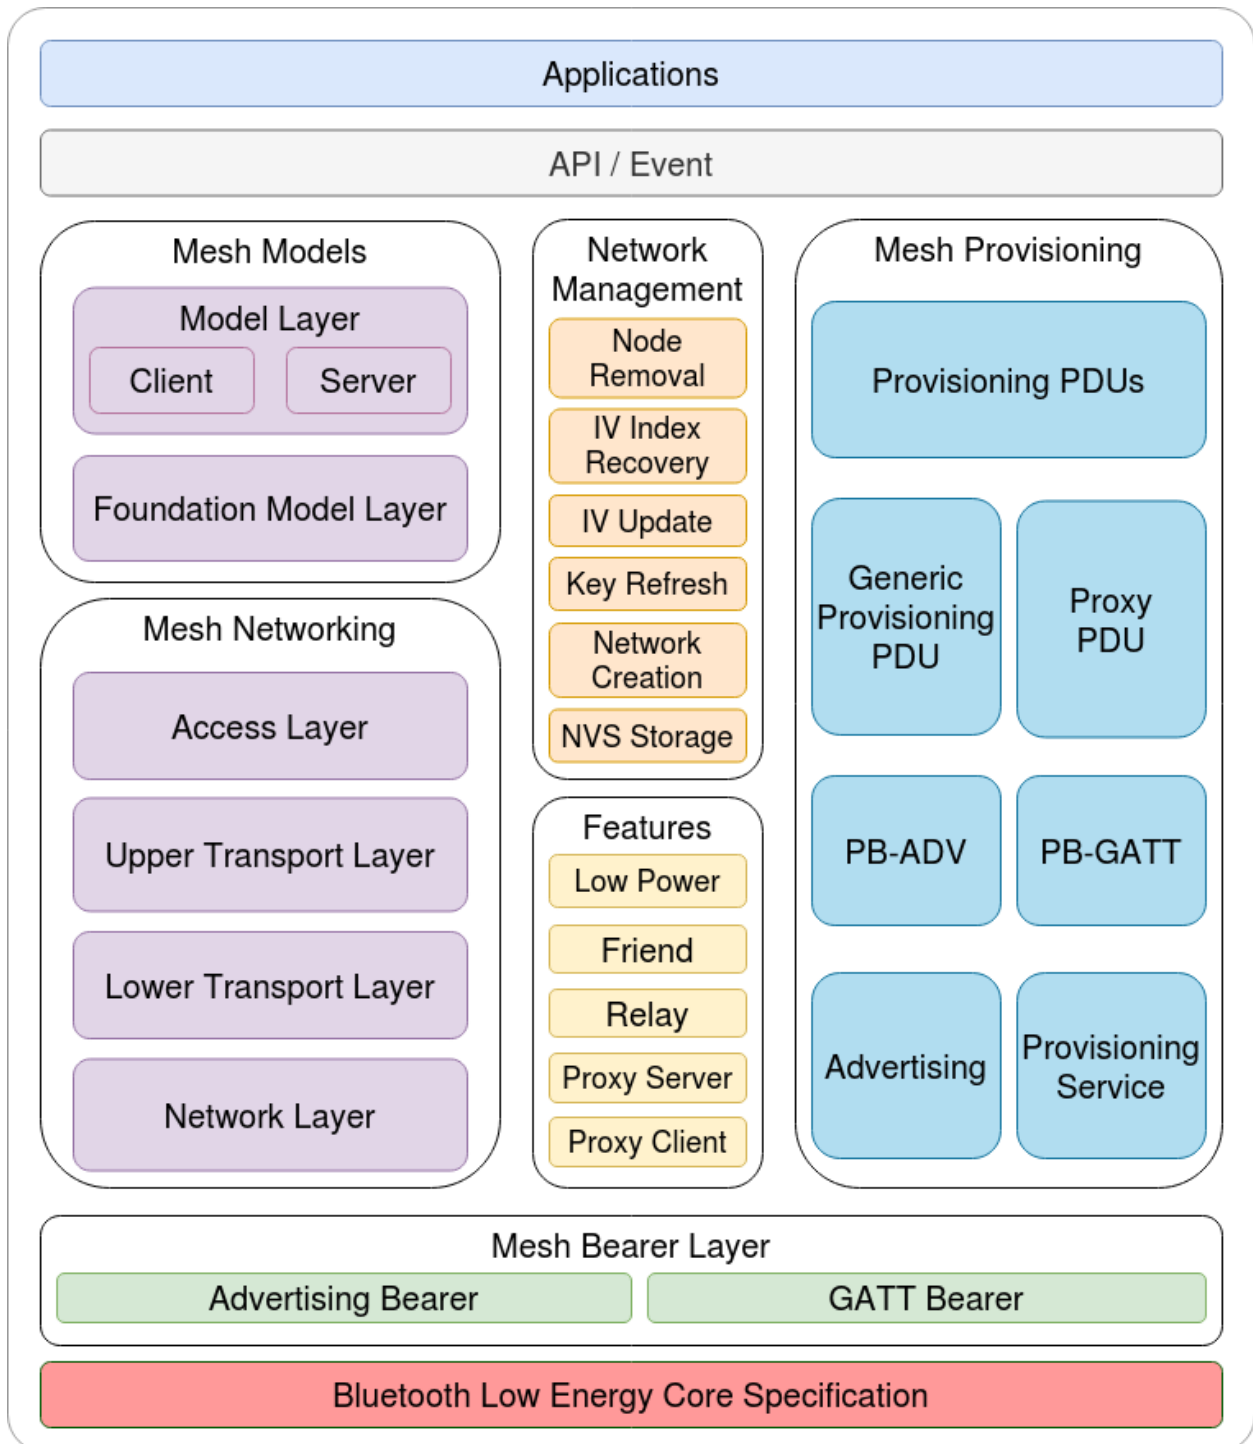 Applications
API / Event
Mesh Models
Model Layer
Client
Server
Foundation Model Layer
Mesh Networking
Access Layer
Upper Transport Layer
Lower Transport Layer
Network Layer
Network
Management
Node
Removal
IV Index
Recovery
IV Update
Key Refresh
Network
Creation
NVS Storage
Features
Low Power
Friend
Relay
Proxy Server
Proxy Client
Mesh Provisioning
Provisioning PDUs
Generic
Provisioning
PDU
Proxy
PDU
PB-ADV
PB-GATT
Advertising
Provisioning
Service
Mesh Bearer Layer
Advertising Bearer
GATT Bearer
Bluetooth Low Energy Core Specification